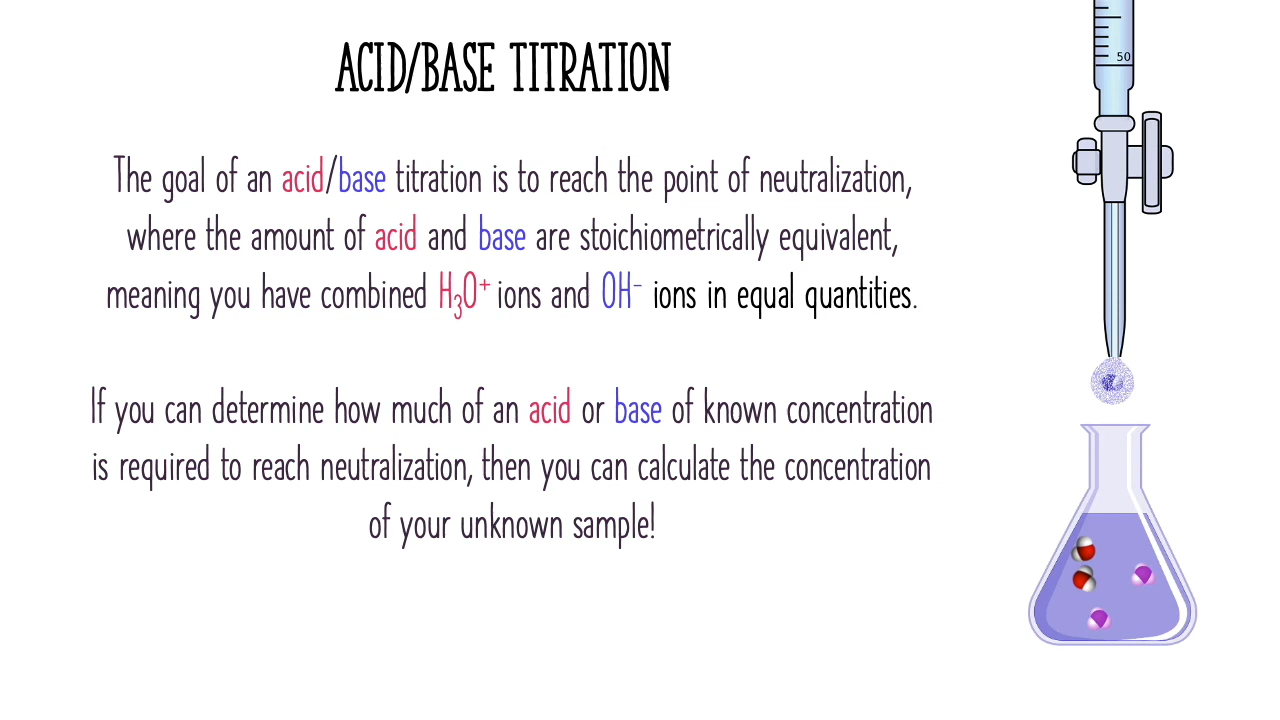 ACID/BASE TITRATION
The goal of an acid/base titration is to reach the point of neutralization,
where the amount of acid and base are stoichiometrically equivalent,
meaning you have combined H₃O⁺ ions and OH⁻ ions in equal quantities.
If you can determine how much of an acid or base of known concentration
is required to reach neutralization, then you can calculate the concentration
of your unknown sample!
50